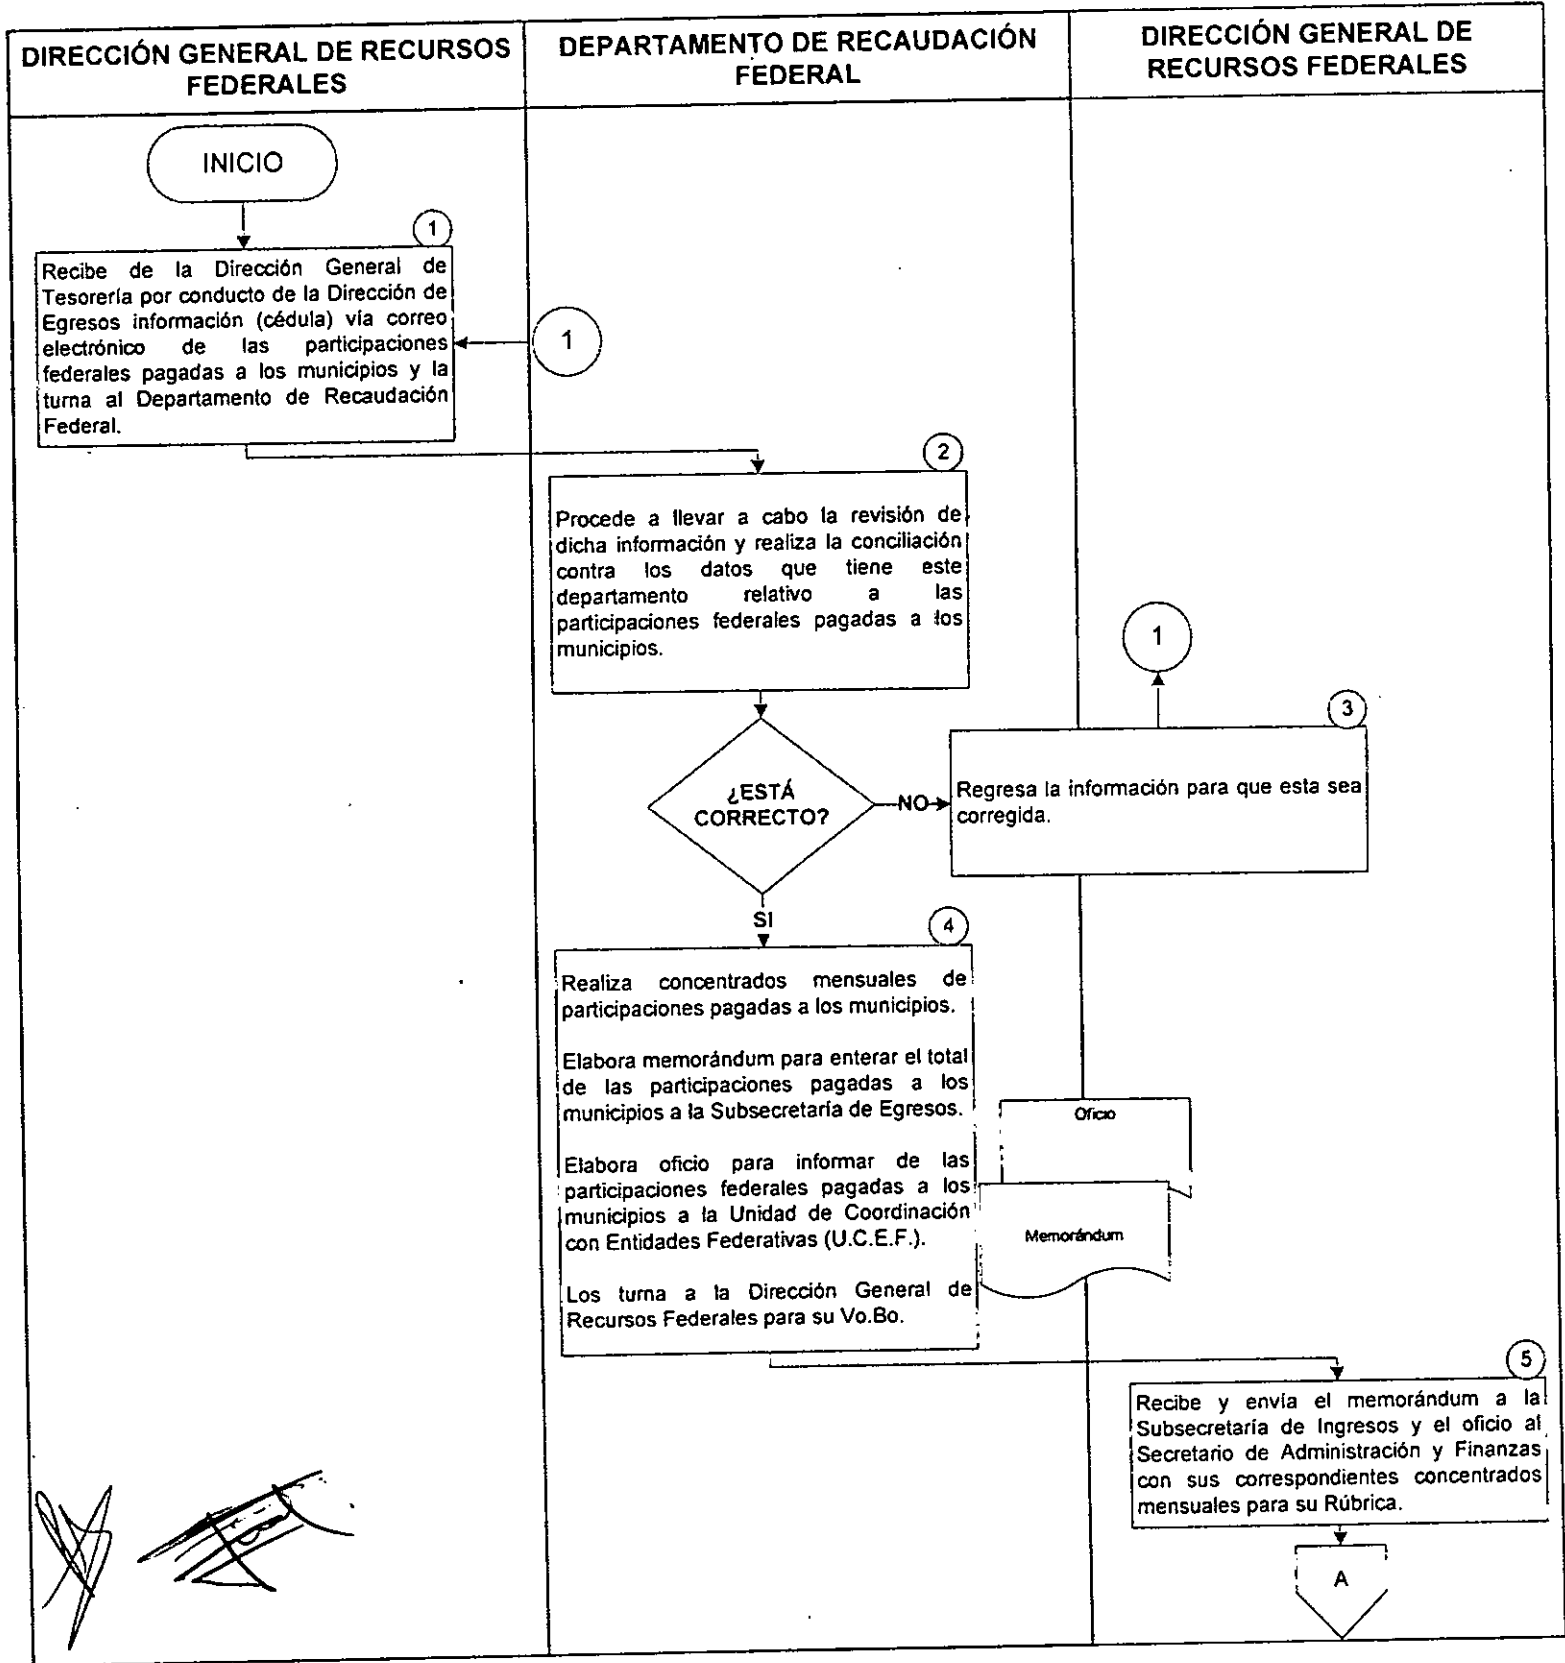 DIRECCIÓN GENERAL DE RECURSOS
FEDERALES
DEPARTAMENTO DE RECAUDACIÓN
FEDERAL
DIRECCIÓN GENERAL DE
RECURSOS FEDERALES
INICIO
1
Recibe de la Dirección General de
Tesorería por conducto de la Dirección de
Egresos información (cédula) vía correo
electrónico de las participaciones
federales pagadas a los municipios y la
turna al Departamento de Recaudación
Federal.
1
2
Procede a llevar a cabo la revisión de
dicha información y realiza la conciliación
contra los datos que tiene este
departamento relativo a las
participaciones federales pagadas a los
municipios.
1
¿ESTÁ
CORRECTO?
NO
3
Regresa la información para que esta sea
corregida.
SI
4
Realiza concentrados mensuales de
participaciones pagadas a los municipios.
Elabora memorándum para enterar el total
de las participaciones pagadas a los
municipios a la Subsecretaría de Egresos.
Elabora oficio para informar de las
participaciones federales pagadas a los
municipios a la Unidad de Coordinación
con Entidades Federativas (U.C.E.F.).
Los turna a la Dirección General de
Recursos Federales para su Vo.Bo.
Oficio
Memorándum
5
Recibe y envía el memorándum a la
Subsecretaría de Ingresos y el oficio al
Secretario de Administración y Finanzas
con sus correspondientes concentrados
mensuales para su Rúbrica.
A